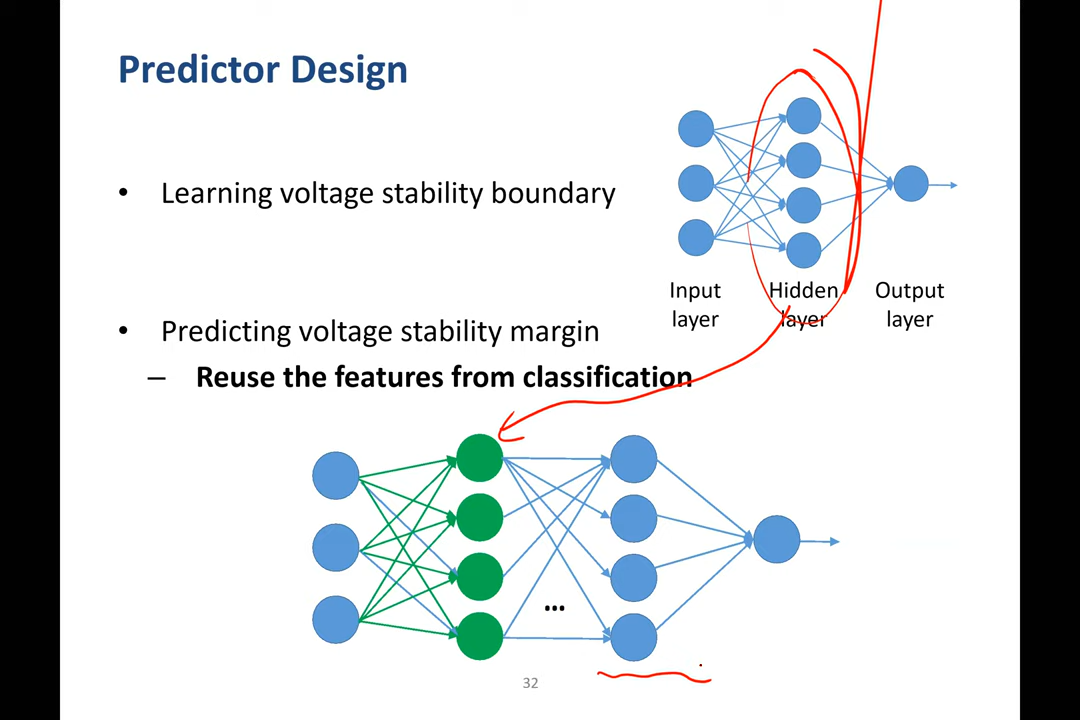 Predictor Design
• Learning voltage stability boundary
Input layer
Hidden layer
Output layer
• Predicting voltage stability margin
– Reuse the features from classification
...
32